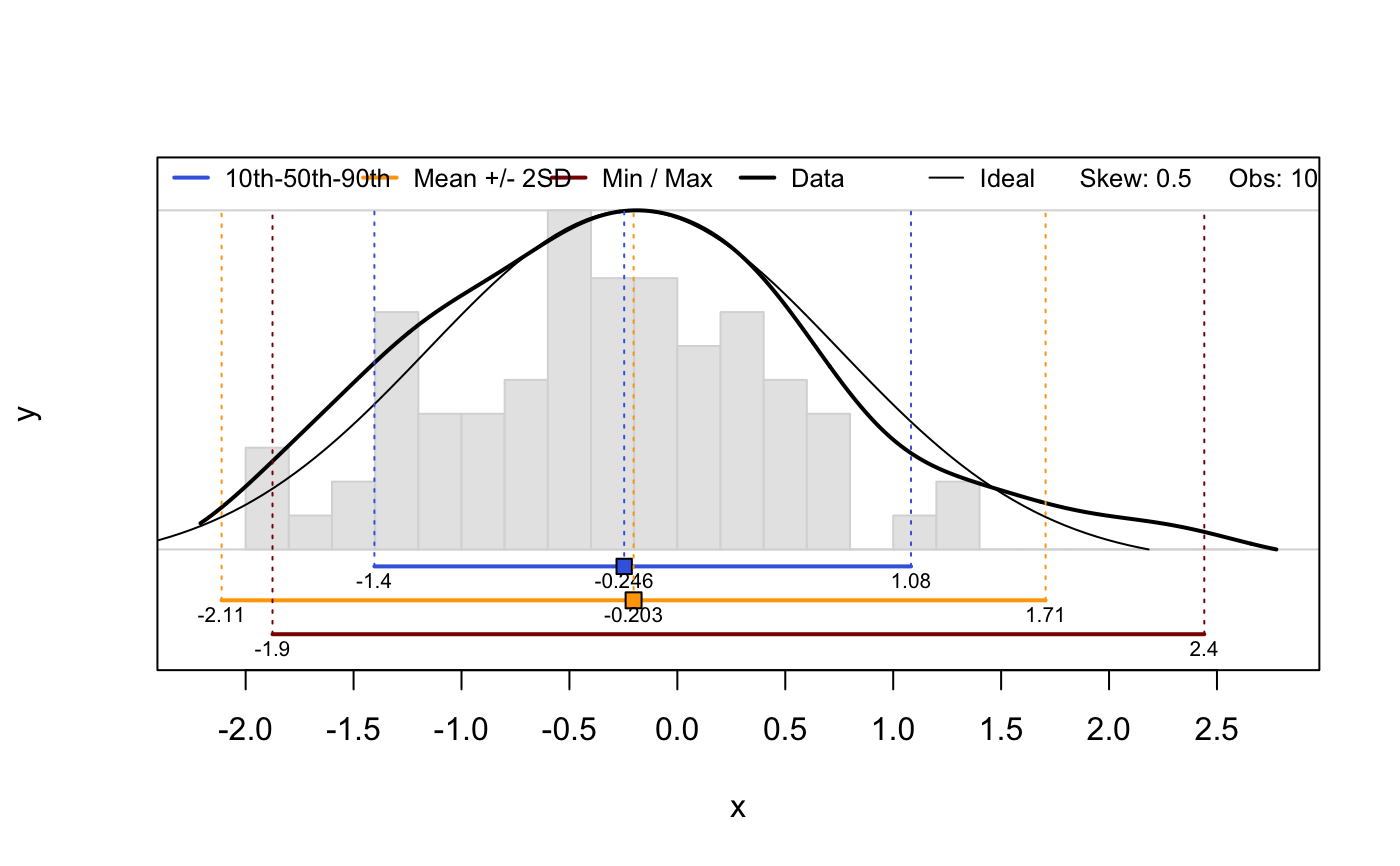 10th-50th-90th Mean +/- 2SD Min / Max Data Ideal Skew: 0.5 Obs: 10
y
-1.4 -0.246 1.08
-2.11 -0.203 1.71
-1.9 2.4
-2.0 -1.5 -1.0 -0.5 0.0 0.5 1.0 1.5 2.0 2.5
x